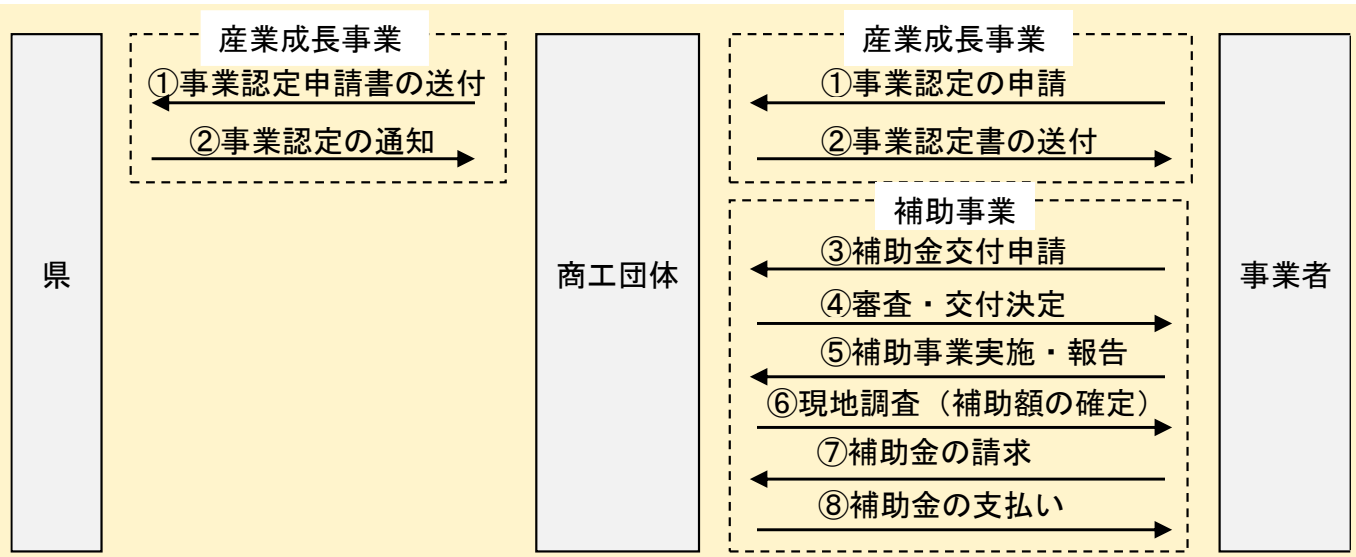 県
産業成長事業
①事業認定申請書の送付
②事業認定の通知
商工団体
産業成長事業
①事業認定の申請
②事業認定書の送付
補助事業
③補助金交付申請
④審査・交付決定
⑤補助事業実施・報告
⑥現地調査（補助額の確定）
⑦補助金の請求
⑧補助金の支払い
事業者